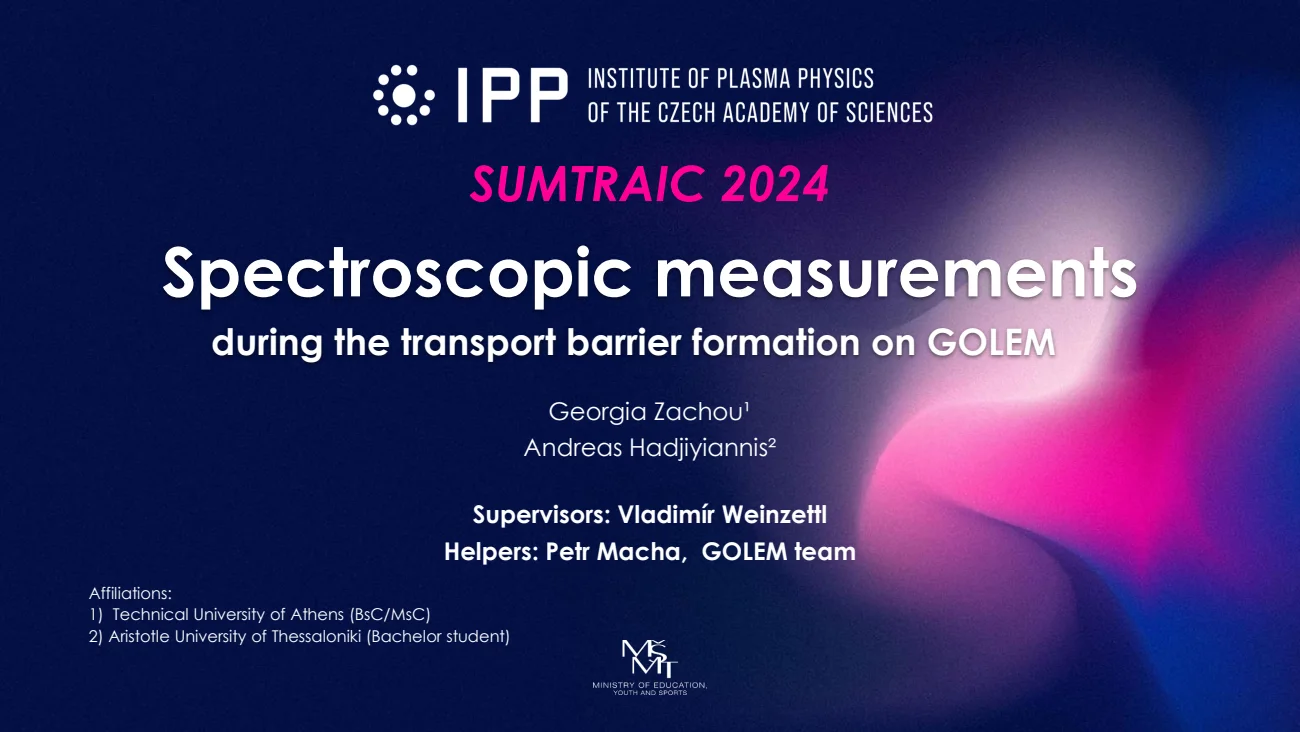 IPP
INSTITUTE OF PLASMA PHYSICS
OF THE CZECH ACADEMY OF SCIENCES
SUMTRAIC 2024
Spectroscopic measurements
during the transport barrier formation on GOLEM
Georgia Zachou¹
Andreas Hadjiyiannis²
Supervisors: Vladimír Weinzettl
Helpers: Petr Macha, GOLEM team
Affiliations:
1) Technical University of Athens (BsC/MsC)
2) Aristotle University of Thessaloniki (Bachelor student)
MŠ
MT
MINISTRY OF EDUCATION,
YOUTH AND SPORTS